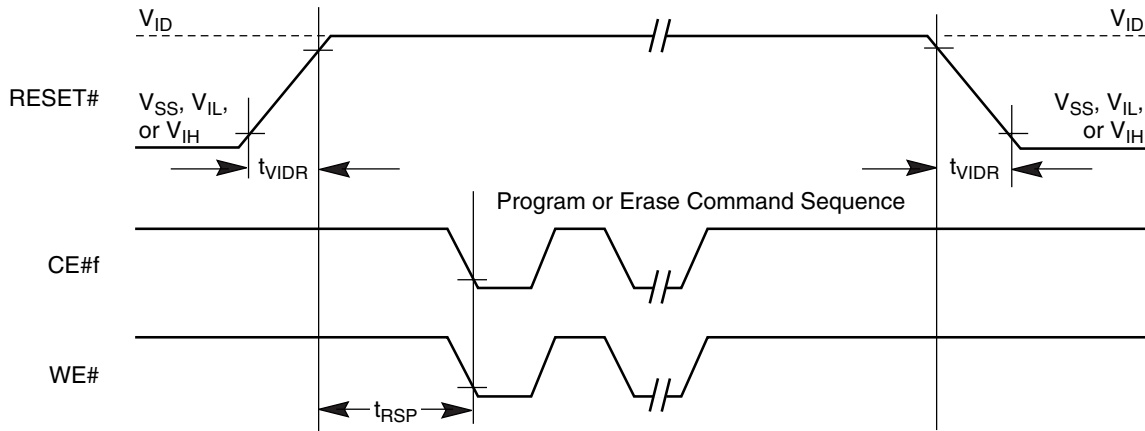 V_ID
V_ID
RESET#
V_SS, V_IL,
or V_IH
V_SS, V_IL,
or V_IH
t_VIDR
t_VIDR
Program or Erase Command Sequence
CE#f
WE#
t_RSP